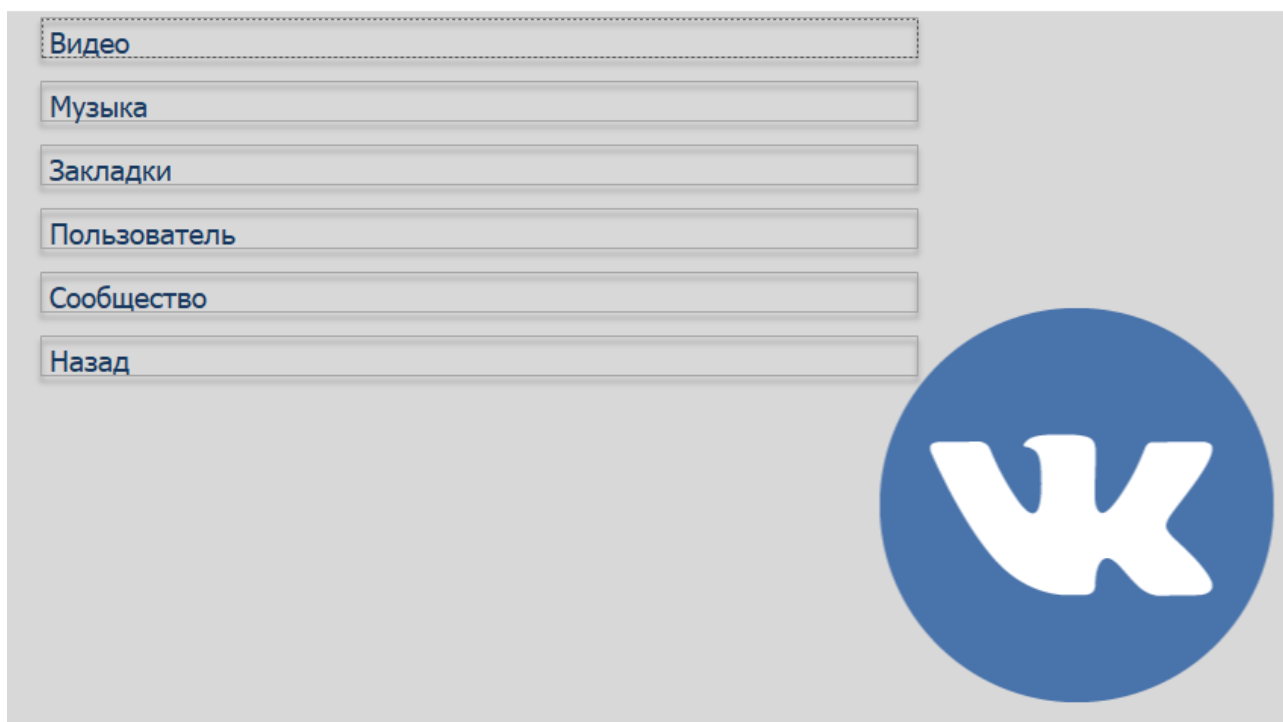 Видео
Музыка
Закладки
Пользователь
Сообщество
Назад